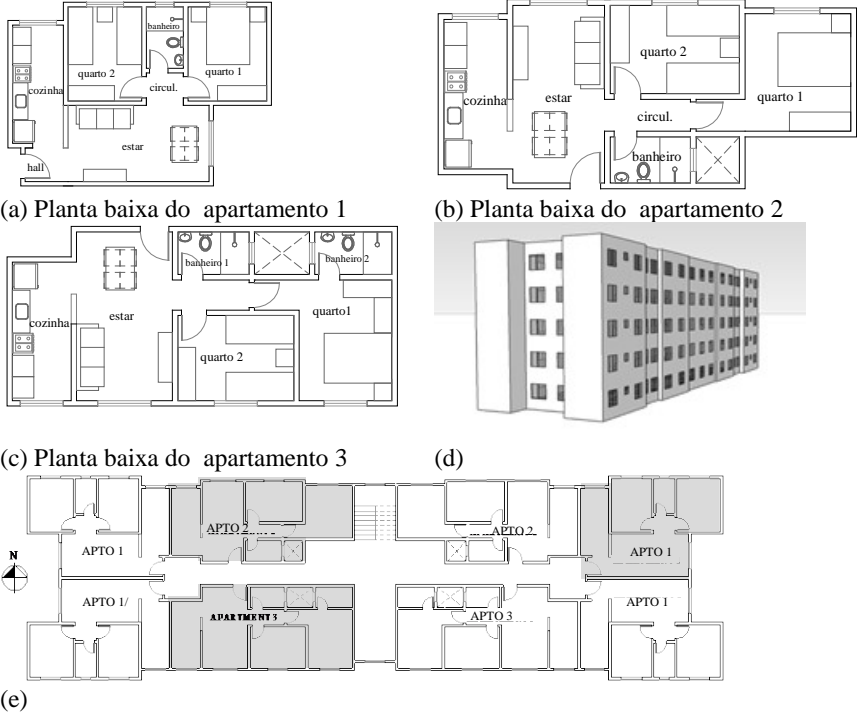 banheiro
quarto 2
quarto 1
cozinha
circul.
estar
hall
(a) Planta baixa do apartamento 1
quarto 2
cozinha
estar
quarto 1
circul.
banheiro
(b) Planta baixa do apartamento 2
banheiro 1
banheiro 2
cozinha
estar
quarto1
quarto 2
(c) Planta baixa do apartamento 3
(d)
APTO 2
APTO 2
APTO 1
APTO 1
N
APTO 1/
APARTMENT 3
APTO 3
APTO 1
(e)